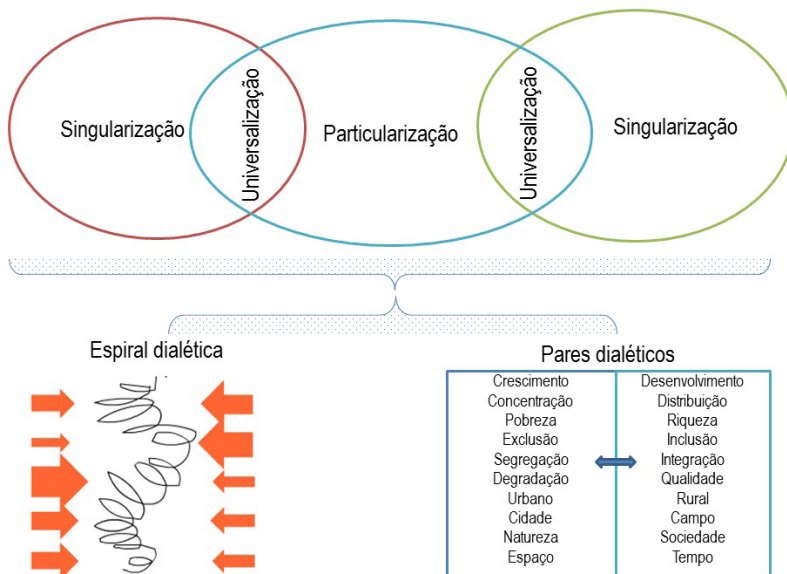 Singularização
Universalização
Particularização
Universalização
Singularização
Espiral dialética
Pares dialéticos
Crescimento Desenvolvimento
Concentração Distribuição
Pobreza Riqueza
Exclusão Inclusão
Segregação Integração
Degradação Qualidade
Urbano Rural
Cidade Campo
Natureza Sociedade
Espaço Tempo